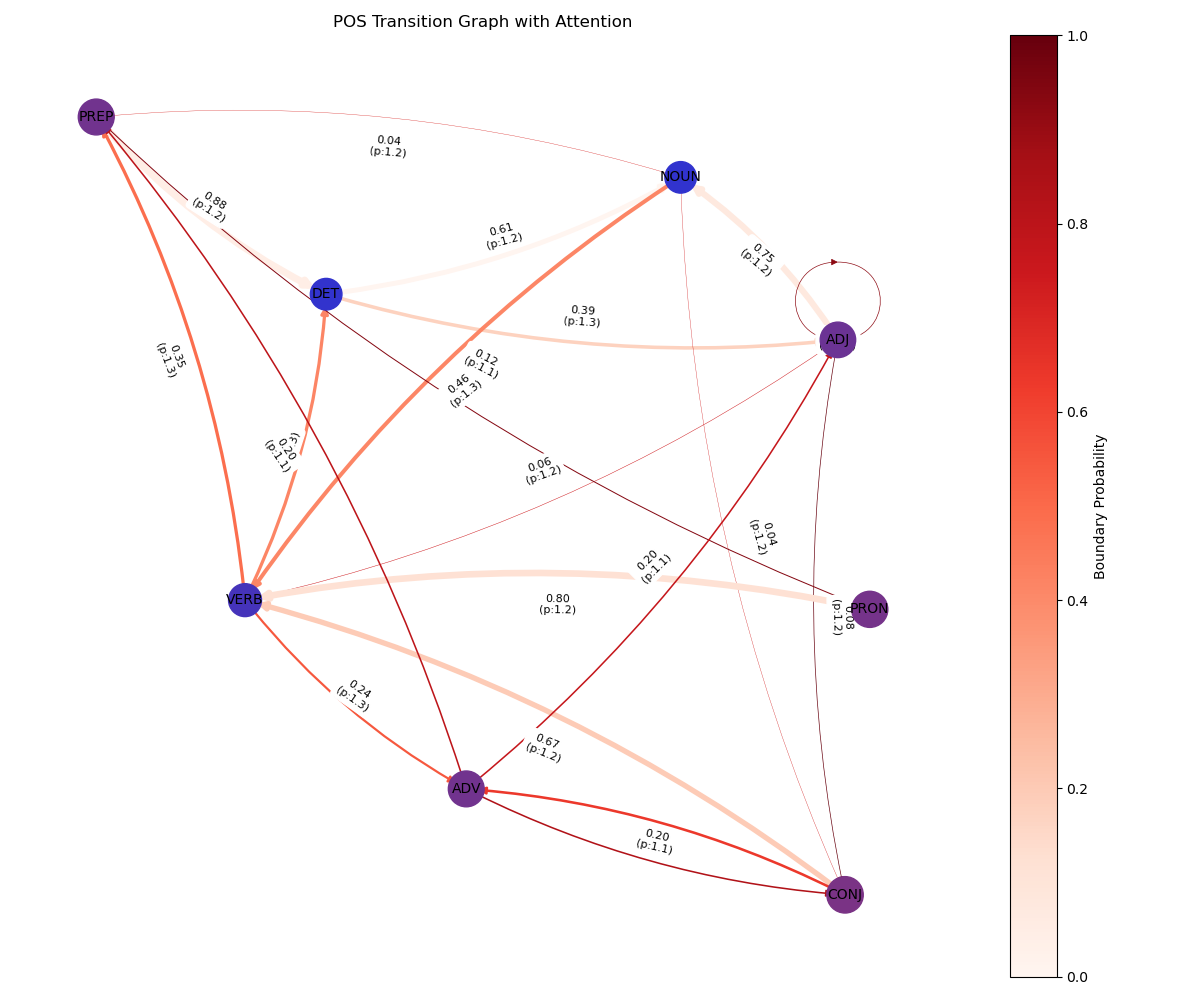 POS Transition Graph with Attention
1.0
PREP
0.04
(p:1.2)
NOUN
0.88
(p:1.2)
0.8
0.61
(p:1.2)
0.75
(p:1.2)
DET
0.39
(p:1.3)
ADJ
0.35
(p:1.3)
0.12
(p:1.1)
0.46
(p:1.3)
0.6
0.20
(p:1.1)
0.06
(p:1.2)
0.04
(p:1.2)
Boundary Probability
0.20
(p:1.1)
0.4
VERB
0.80
(p:1.2)
0.08
(p:1.2)
PRON
0.24
(p:1.3)
0.67
(p:1.2)
ADV
0.2
0.20
(p:1.1)
CONJ
0.0